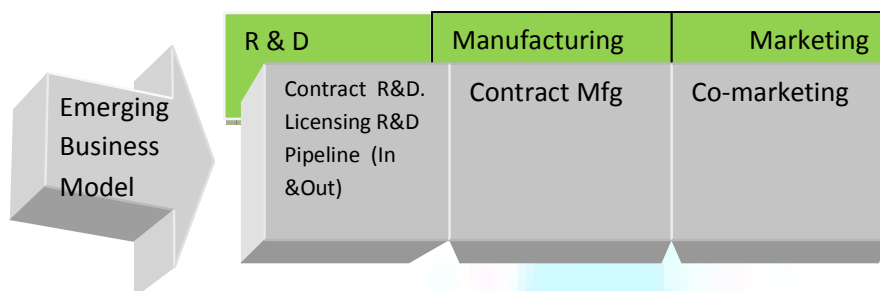 R & D
Manufacturing
Marketing
Emerging
Business
Model
Contract R&D.
Licensing R&D
Pipeline (In
&Out)
Contract Mfg
Co-marketing